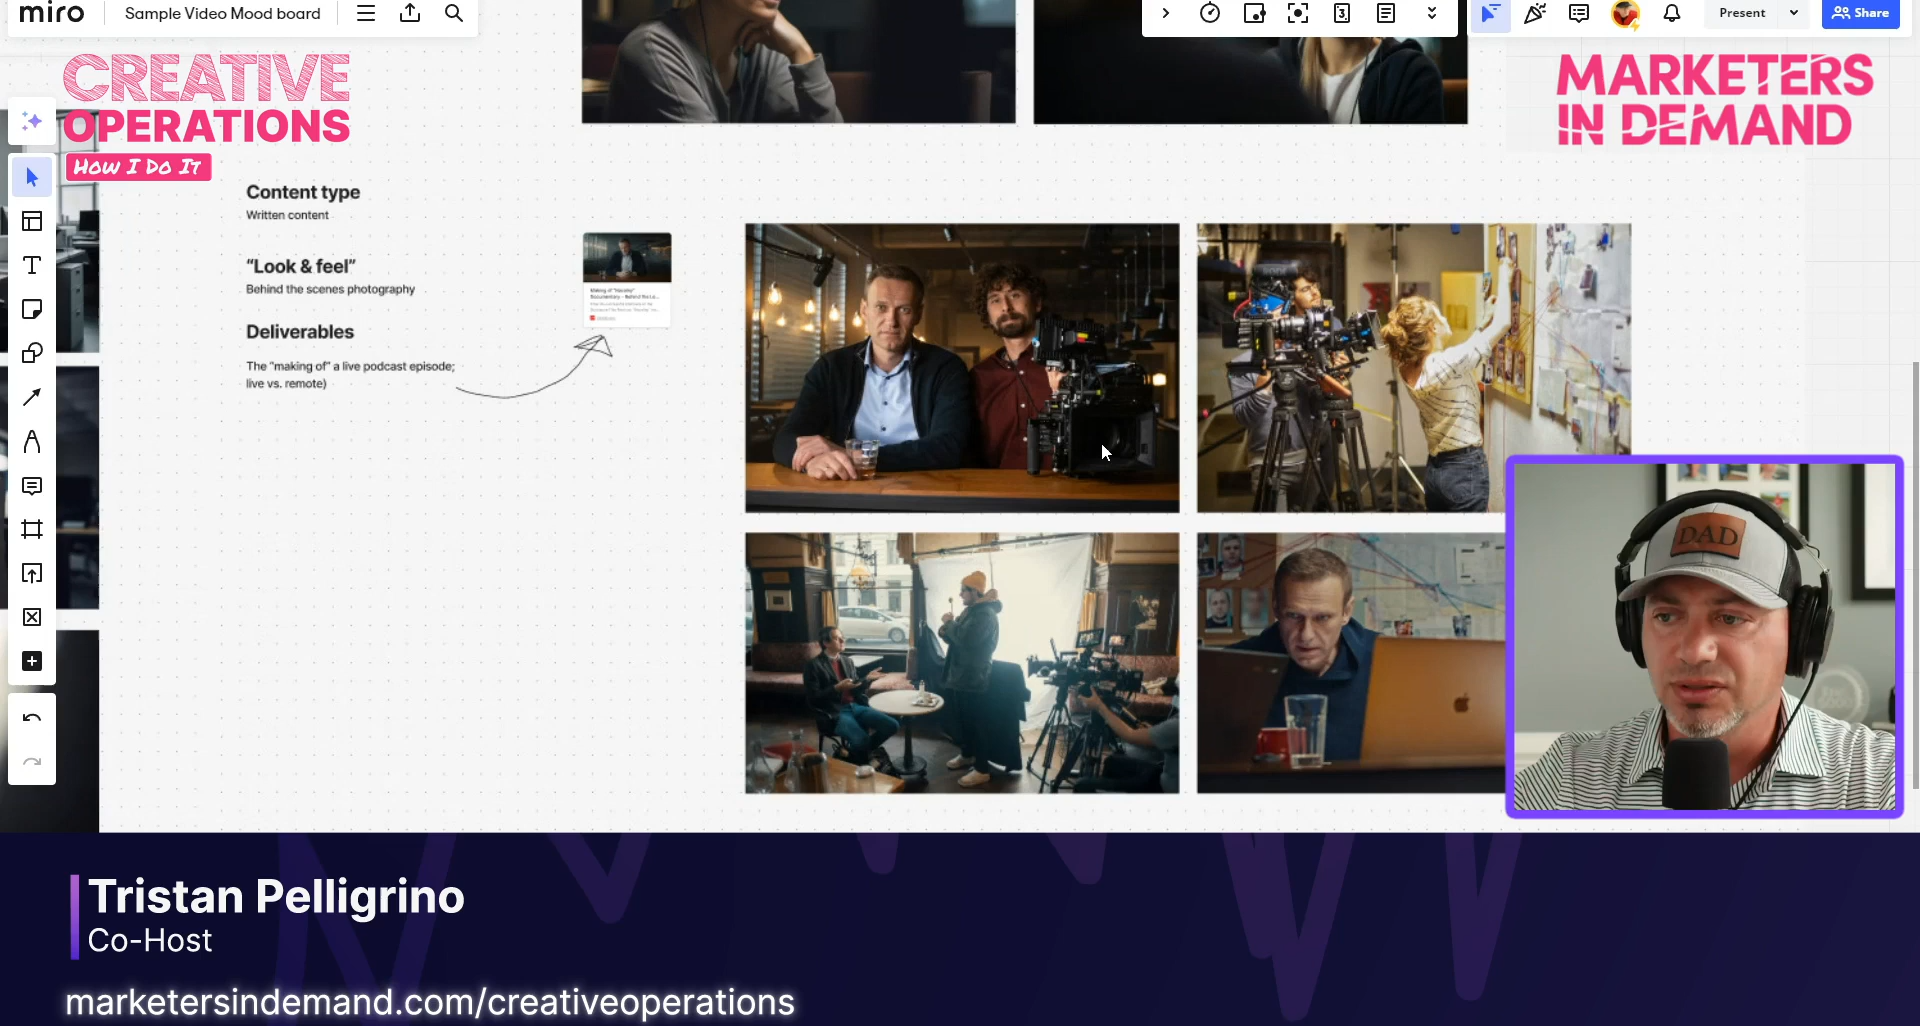 miro
Sample Video Mood board
Present
Share
CREATIVE
OPERATIONS
How I Do It
MARKETERS
IN DEMAND
Content type
Written content
“Look & feel”
Behind the scenes photography
Deliverables
The “making of” a live podcast episode;
live vs. remote)
DAD
Tristan Pelligrino
Co-Host
marketersindemand.com/creativeoperations